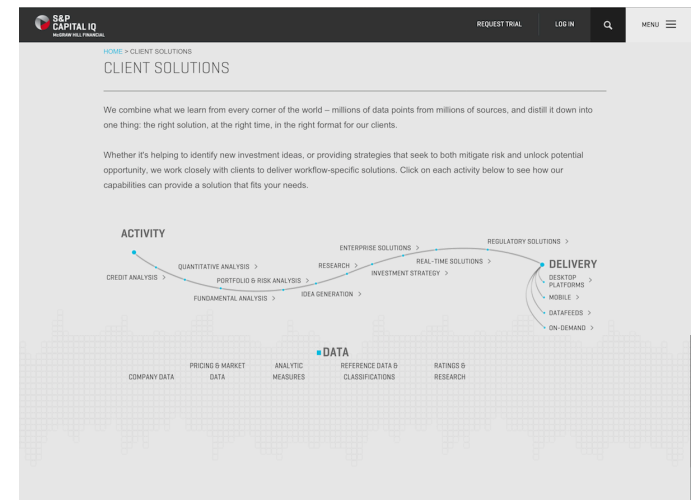 S&P
CAPITAL IQ
McGRAW HILL FINANCIAL
REQUEST TRIAL
LOG IN
MENU
HOME > CLIENT SOLUTIONS
CLIENT SOLUTIONS
We combine what we learn from every corner of the world – millions of data points from millions of sources, and distill it down into
one thing: the right solution, at the right time, in the right format for our clients.
Whether it's helping to identify new investment ideas, or providing strategies that seek to both mitigate risk and unlock potential
opportunity, we work closely with clients to deliver workflow-specific solutions. Click on each activity below to see how our
capabilities can provide a solution that fits your needs.
ACTIVITY
CREDIT ANALYSIS >
QUANTITATIVE ANALYSIS >
FUNDAMENTAL ANALYSIS >
PORTFOLIO & RISK ANALYSIS >
IDEA GENERATION >
RESEARCH >
INVESTMENT STRATEGY >
ENTERPRISE SOLUTIONS >
REAL-TIME SOLUTIONS >
REGULATORY SOLUTIONS >
DELIVERY
DESKTOP
PLATFORMS >
MOBILE >
DATAFEEDS >
ON-DEMAND >
DATA
COMPANY DATA
PRICING & MARKET
DATA
ANALYTIC
MEASURES
REFERENCE DATA &
CLASSIFICATIONS
RATINGS &
RESEARCH